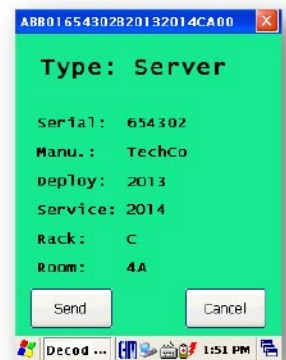 ABB01654302B20132014CA00
Type: Server
Serial: 654302
Manu.: TechCo
Deploy: 2013
Service: 2014
Rack: C
Room: 4A
Send Cancel
Decod ... 1:51 PM